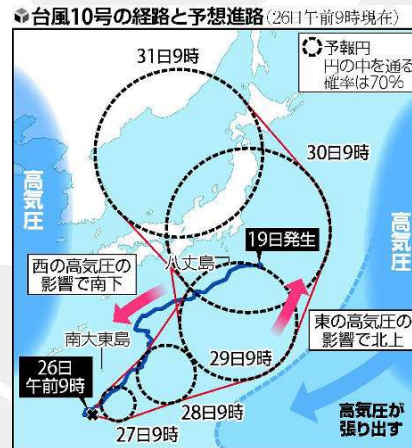 台風10号の経路と予想進路(26日午前9時現在)
予報円
円の中を通る
確率は70%
31日9時
30日9時
高気圧
高気圧
19日発生
八丈島
西の高気圧の
影響で南下
南大東島
東の高気圧の
影響で北上
26日
午前9時
29日9時
28日9時
27日9時
高気圧が
張り出す